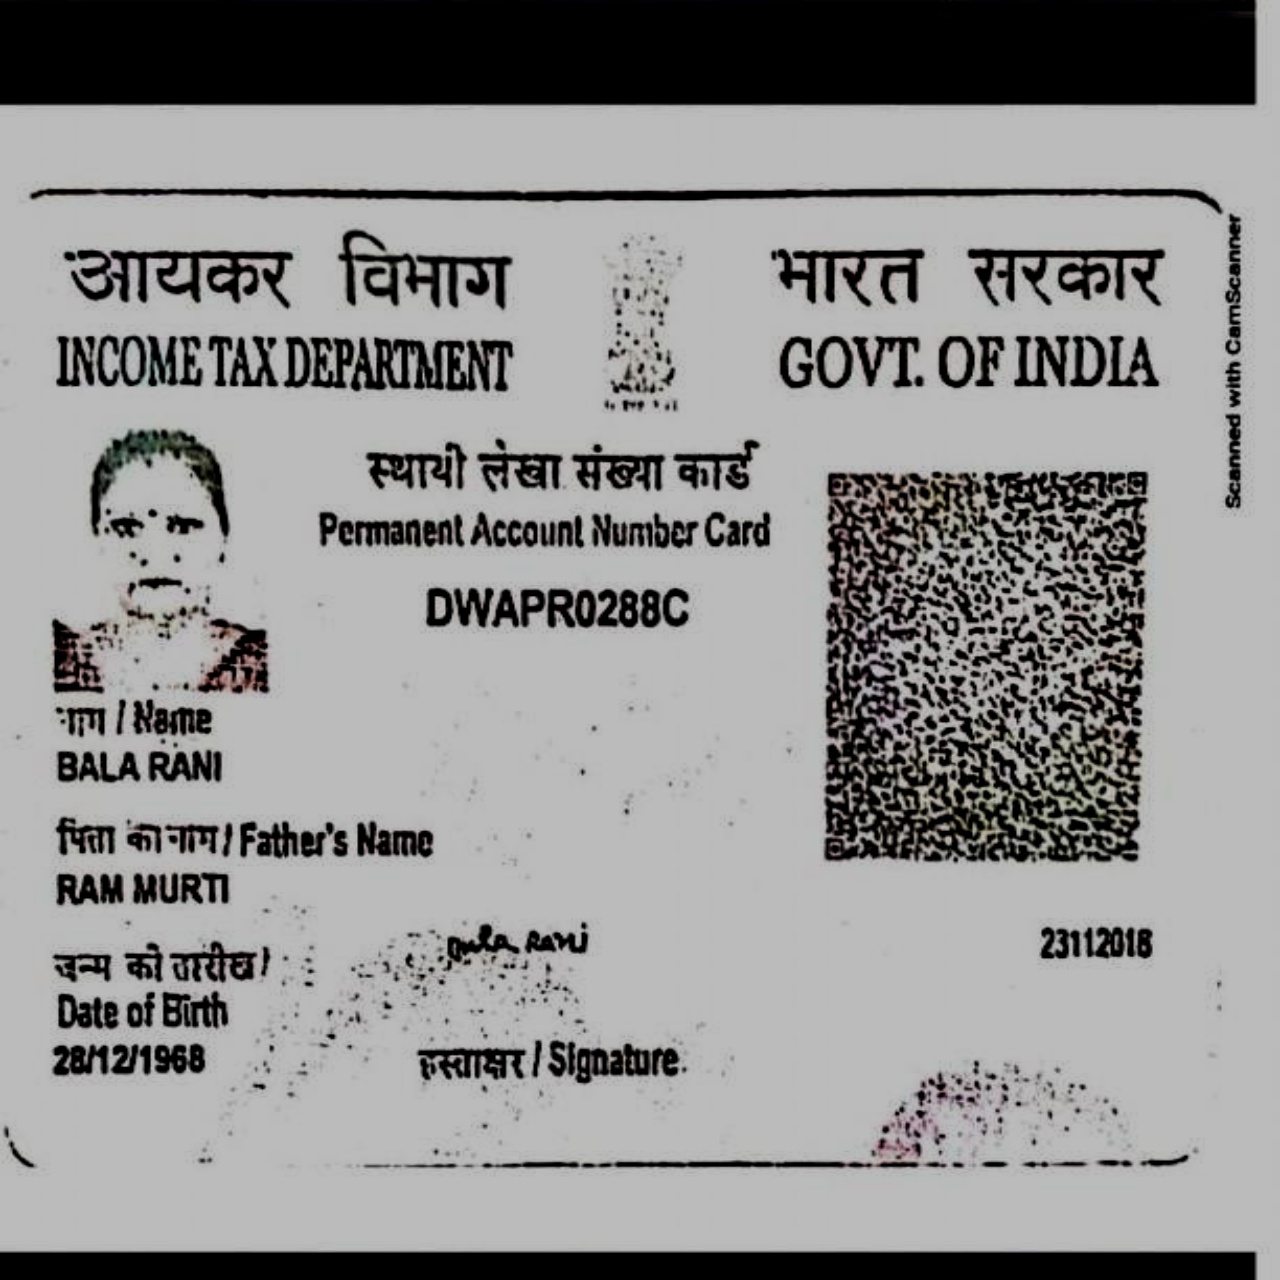 आयकर विभाग
INCOME TAX DEPARTMENT
भारत सरकार
GOVT. OF INDIA
स्थायी लेखा संख्या कार्ड
Permanent Account Number Card
DWAPR0288C
नाम / Name
BALA RANI
पिता का नाम / Father's Name
RAM MURTI
जन्म की तारीख /
Date of Birth
28/12/1968
Bala Rani
हस्ताक्षर / Signature
23112018
Scanned with CamScanner